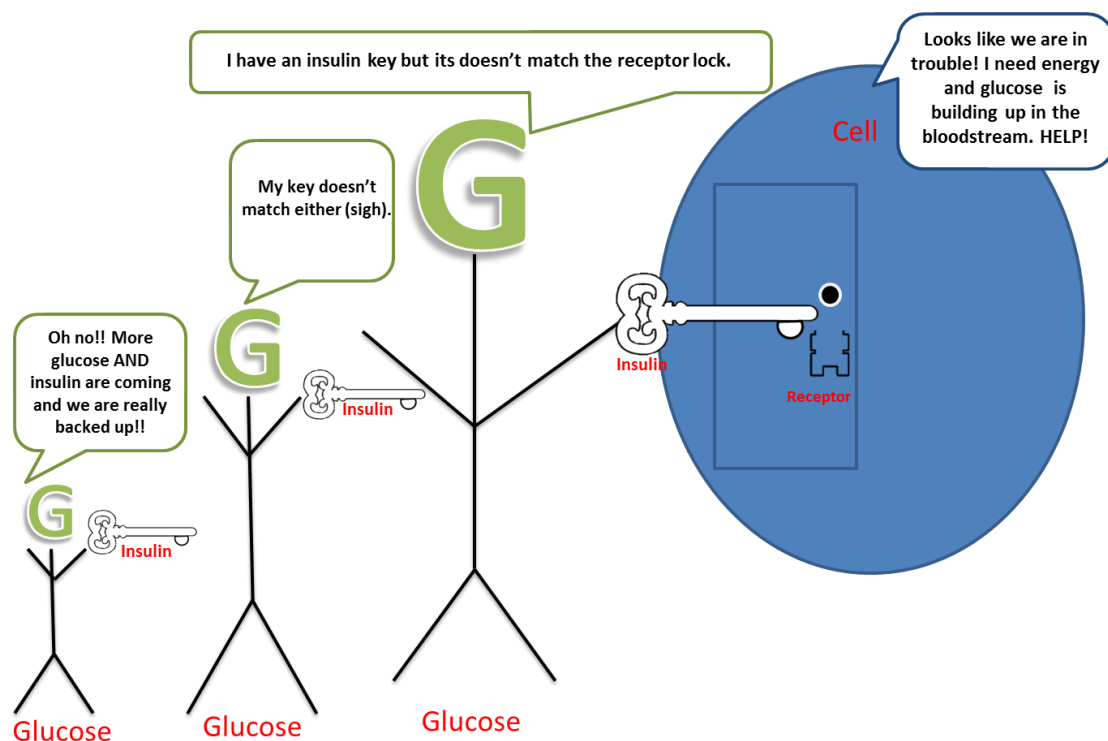 I have an insulin key but its doesn’t match the receptor lock.
Looks like we are in
trouble! I need energy
and glucose is
building up in the
bloodstream. HELP!
Cell
G
My key doesn’t
match either (sigh).
G
Oh no!! More
glucose AND
insulin are coming
and we are really
backed up!!
G
Insulin
Insulin
Insulin
Receptor
Glucose
Glucose
Glucose